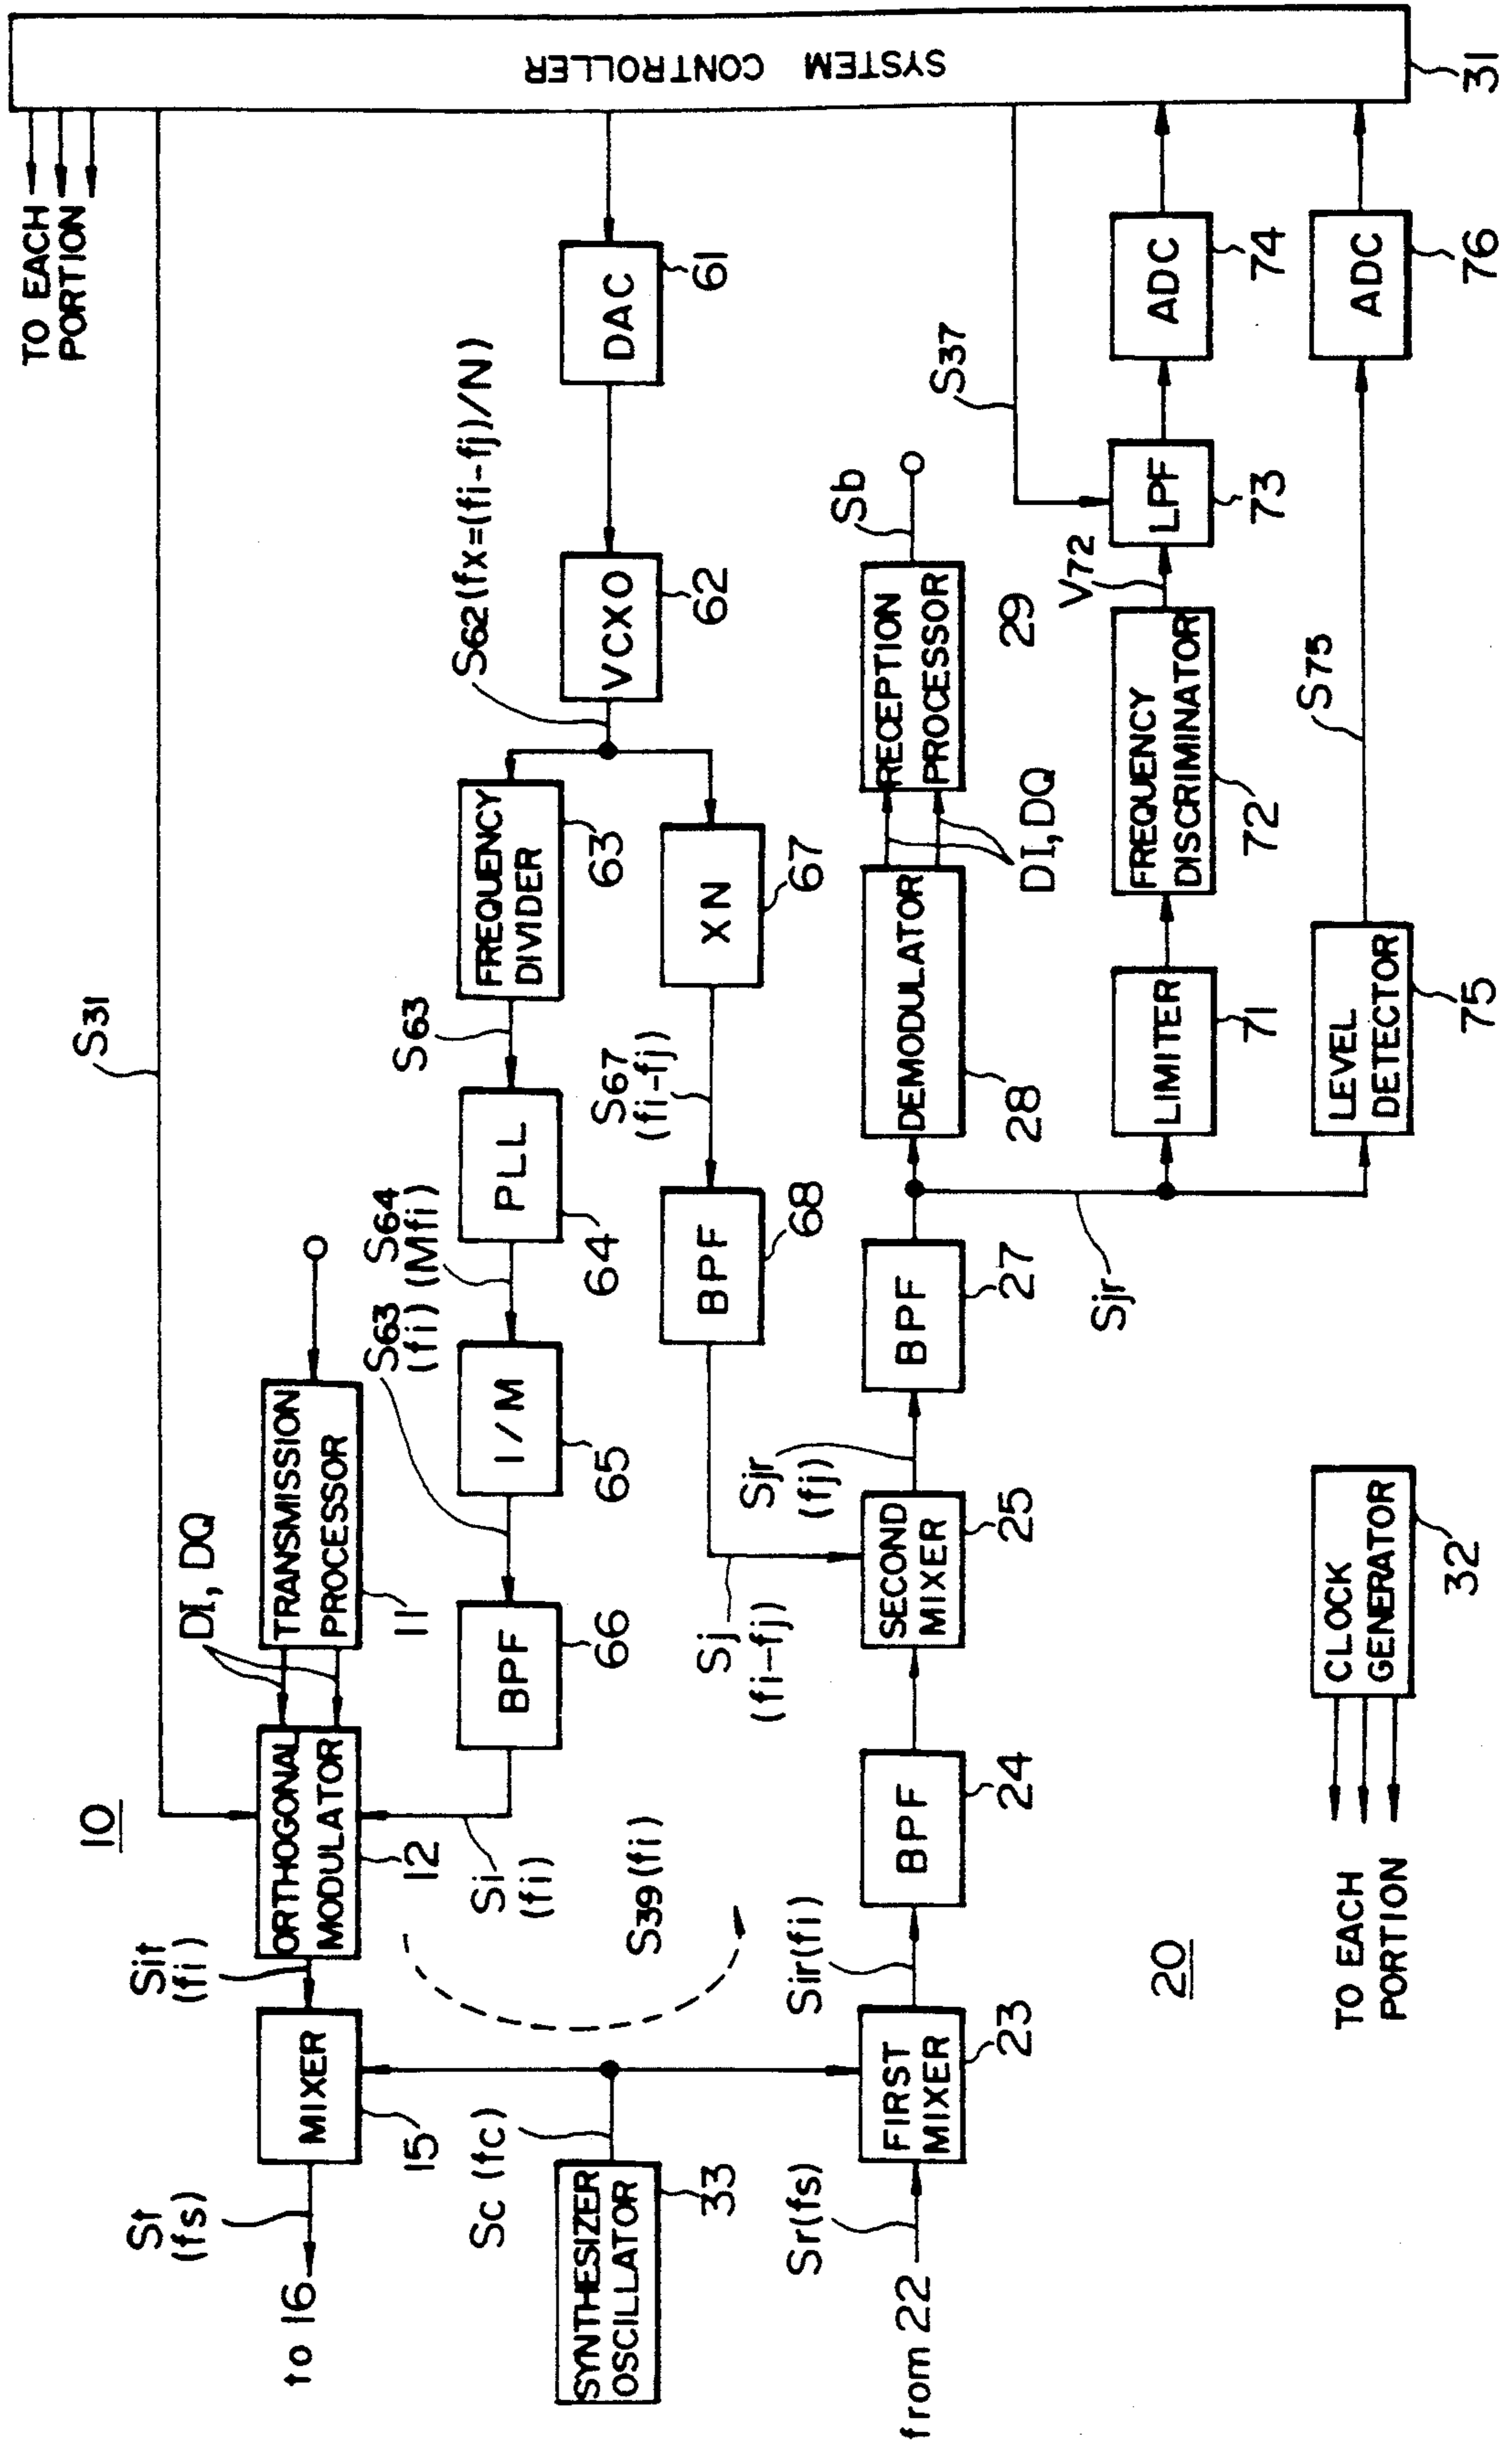 10
St
(fs)
to 16
MIXER
15
Sit
(fi)
ORTHOGONAL
MODULATOR
12
DI, DQ
TRANSMISSION
PROCESSOR
11
S31
TO EACH
PORTION
SYSTEM CONTROLLER
31
Si
(fi)
BPF
66
S63
(fi)
1/M
65
S64
(Mfi)
PLL
64
S63
FREQUENCY
DIVIDER
63
S62(fx=(fi-fj)/N)
VCXO
62
DAC
61
SYNTHESIZER
OSCILLATOR
33
Sc (fc)
S39(fi)
Sj
(fi-fj)
BPF
68
S67
(fi-fj)
XN
67
from 22
Sr(fs)
FIRST
MIXER
23
Sir(fi)
BPF
24
SECOND
MIXER
25
Sjr
(fj)
BPF
27
Sjr
DEMODULATOR
28
DI, DQ
RECEPTION
PROCESSOR
29
Sb
S37
LIMITER
71
FREQUENCY
DISCRIMINATOR
72
V72
LPF
73
ADC
74
20
TO EACH
PORTION
CLOCK
GENERATOR
32
LEVEL
DETECTOR
75
S75
ADC
76